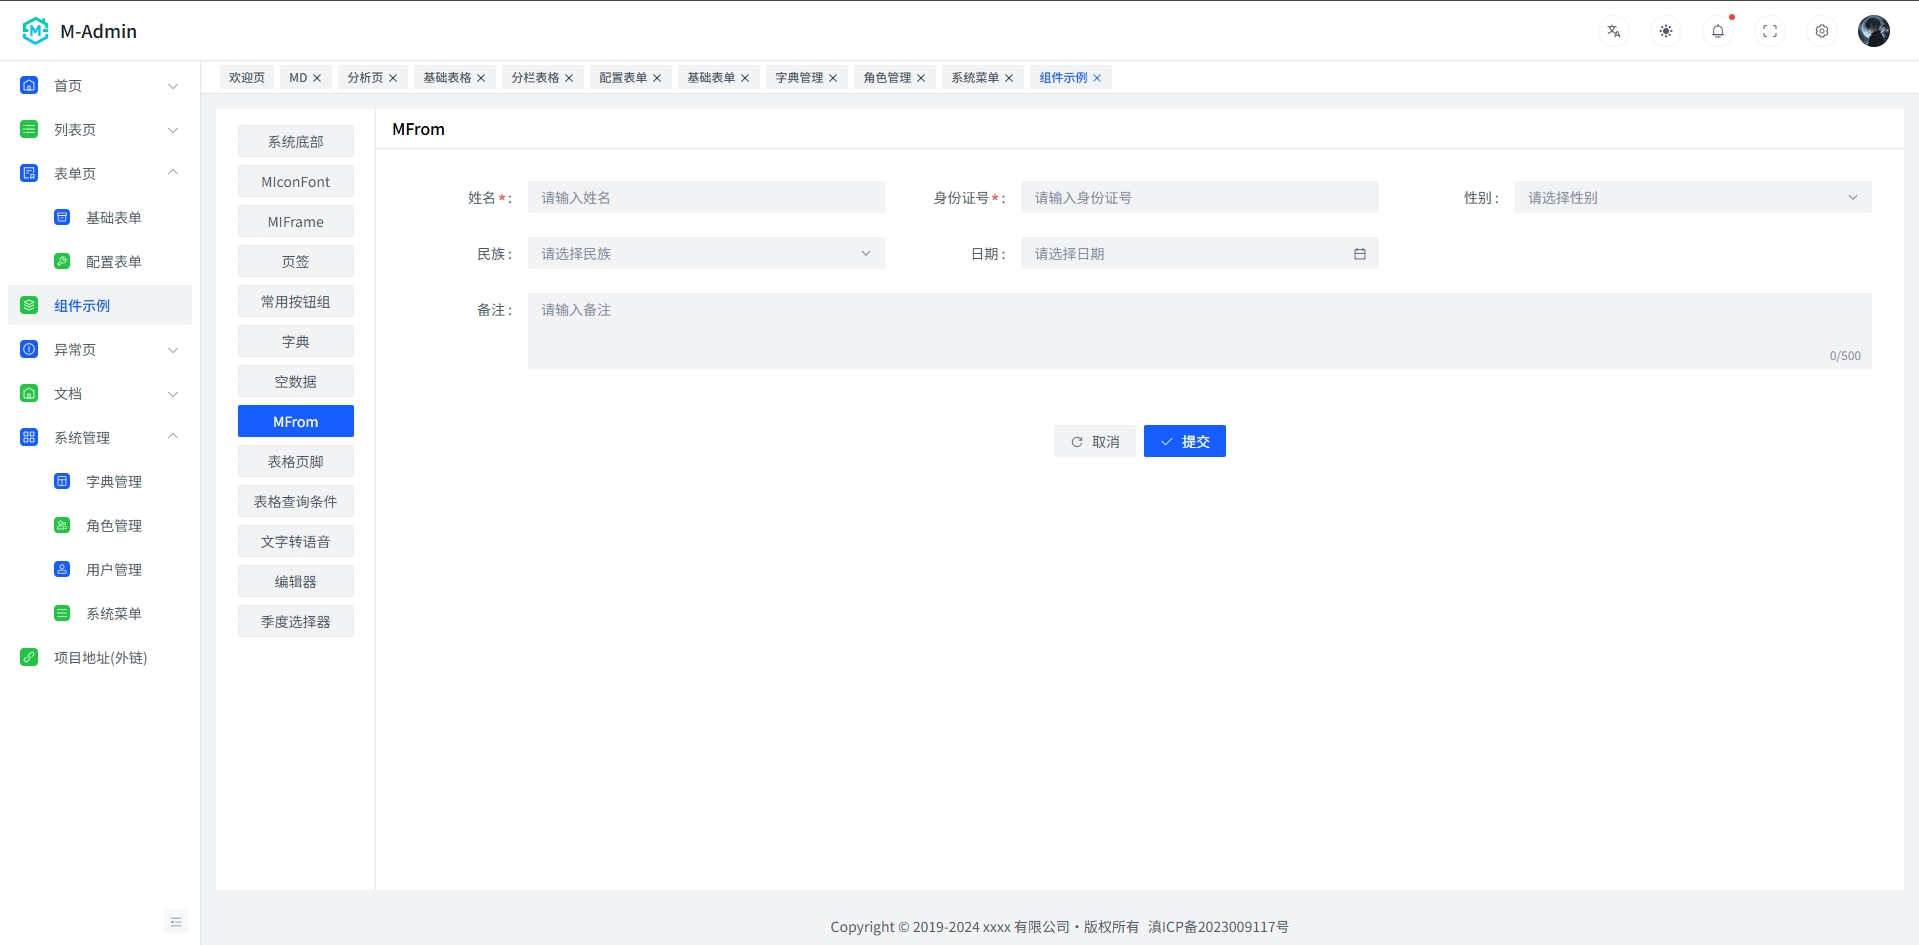 M-Admin
首页
列表页
表单页
基础表单
配置表单
组件示例
异常页
文档
系统管理
字典管理
角色管理
用户管理
系统菜单
项目地址(外链)
欢迎页 MD 分析页 基础表格 分栏表格 配置表单 基础表单 字典管理 角色管理 系统菜单 组件示例
系统底部
MIconFont
MIFrame
页签
常用按钮组
字典
空数据
MFrom
表格页脚
表格查询条件
文字转语音
编辑器
季度选择器
MFrom
姓名*： 请输入姓名 身份证号*： 请输入身份证号 性别： 请选择性别
民族： 请选择民族 日期： 请选择日期
备注： 请输入备注
0/500
取消 提交
Copyright © 2019-2024 xxxx 有限公司・版权所有 滇ICP备2023009117号